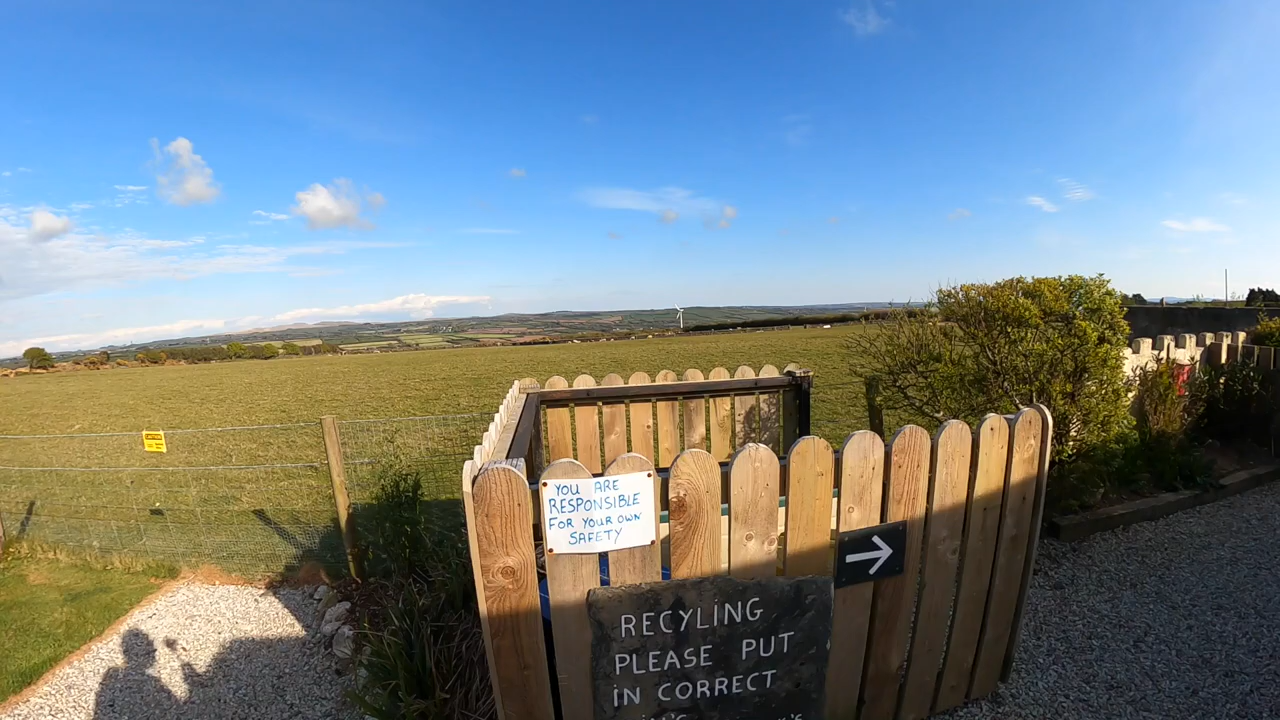 YOU ARE
RESPONSIBLE
FOR YOUR OWN
SAFETY
RECYLING
PLEASE PUT
IN CORRECT